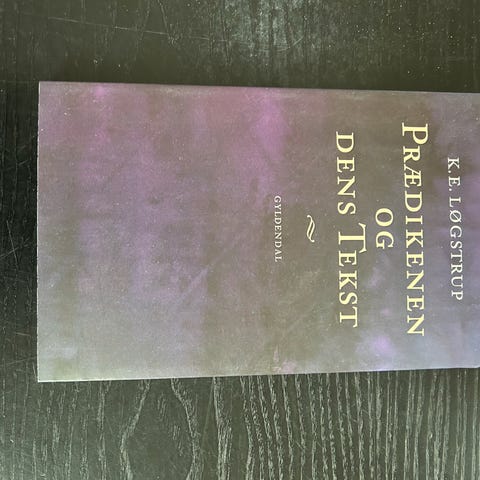 K.E. LØGSTRUP
PRÆDIKENEN
OG
DENS TEKST
GYLDENDAL